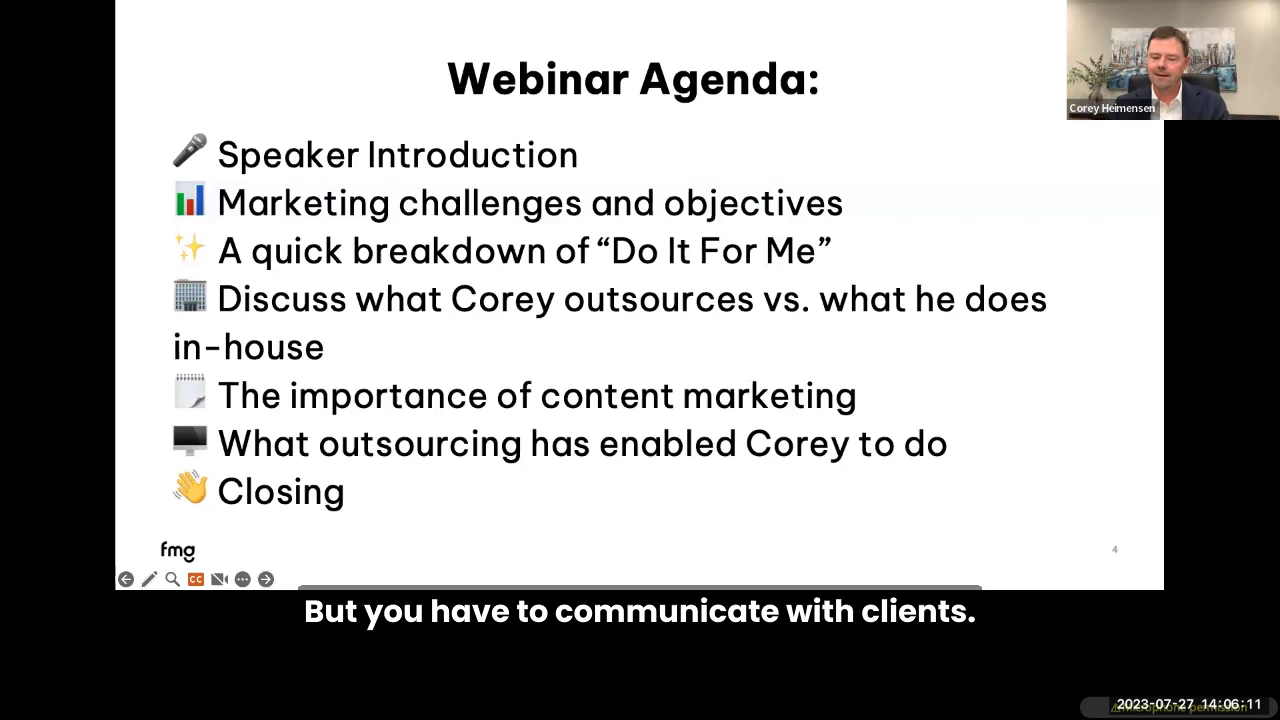 Webinar Agenda:
Corey Heimensen
🎤 Speaker Introduction
📊 Marketing challenges and objectives
✨ A quick breakdown of “Do It For Me”
🏢 Discuss what Corey outsources vs. what he does
in-house
🗒️ The importance of content marketing
🖥️ What outsourcing has enabled Corey to do
👋 Closing
fmg
4
CC
But you have to communicate with clients.
2023-07-27 14:06:11